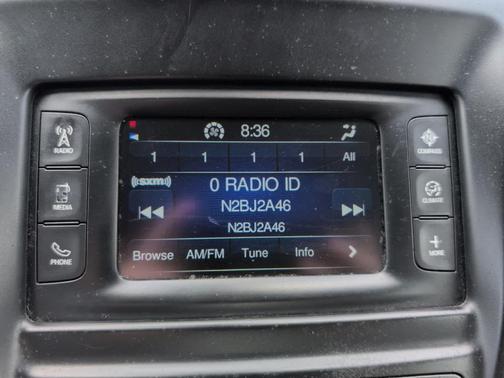 8:36
1 1 1 1 All
((sxm))
0 RADIO ID
N2BJ2A46
N2BJ2A46
Browse AM/FM Tune Info
RADIO
MEDIA
PHONE
COMPASS
CLIMATE
MORE